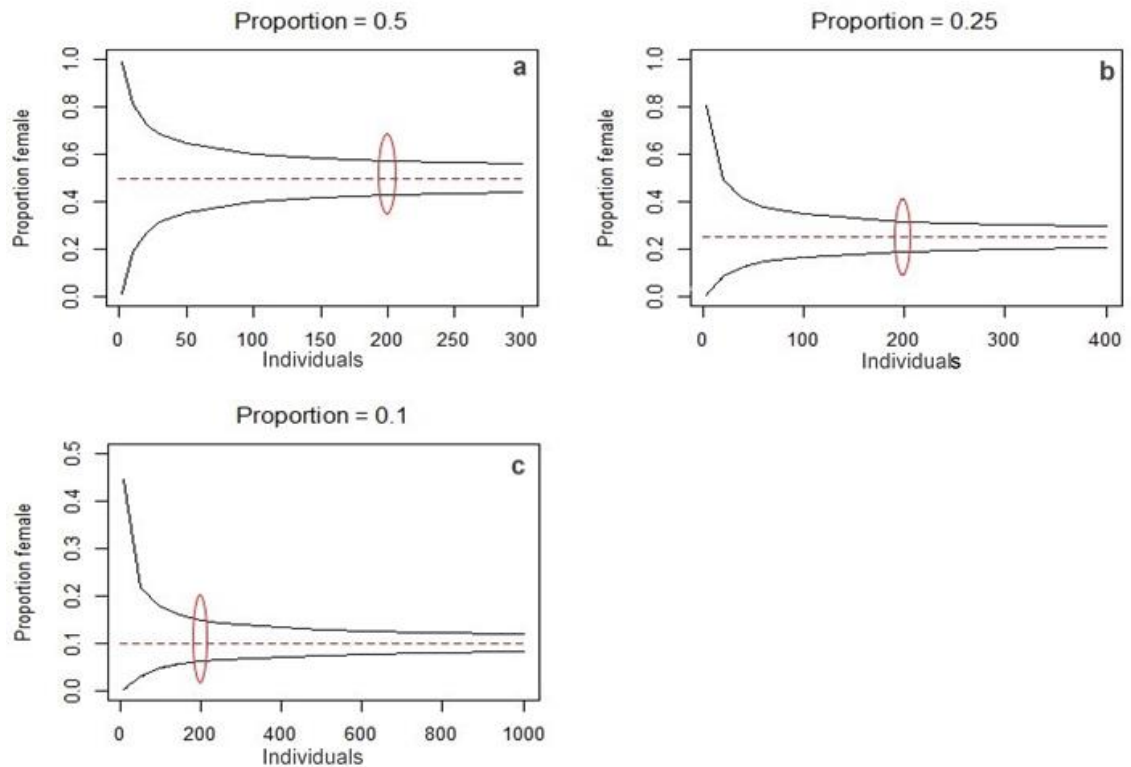 Proportion = 0.5
a
Proportion female
0.0 0.2 0.4 0.6 0.8 1.0
0 50 100 150 200 250 300
Individuals
Proportion = 0.25
b
Proportion female
0.0 0.2 0.4 0.6 0.8 1.0
0 100 200 300 400
Individuals
Proportion = 0.1
c
Proportion female
0.0 0.1 0.2 0.3 0.4 0.5
0 200 400 600 800 1000
Individuals